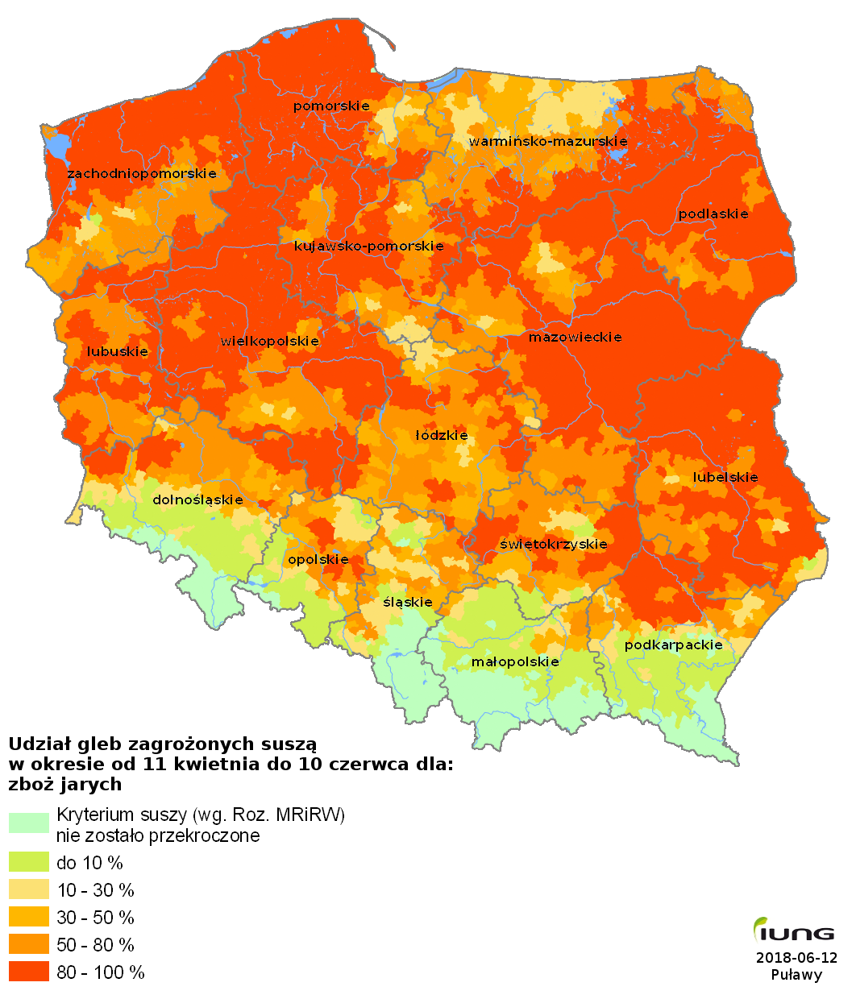 pomorskie
warmińsko-mazurskie
zachodniopomorskie
podlaskie
kujawsko-pomorskie
mazowieckie
wielkopolskie
lubuskie
łódzkie
lubelskie
dolnośląskie
świętokrzyskie
opolskie
śląskie
podkarpackie
małopolskie
Udział gleb zagrożonych suszą
w okresie od 11 kwietnia do 10 czerwca dla:
zboż jarych
Kryterium suszy (wg. Roz. MRiRW)
nie zostało przekroczone
do 10 %
10 - 30 %
30 - 50 %
50 - 80 %
80 - 100 %
IUNG
2018-06-12
Puławy